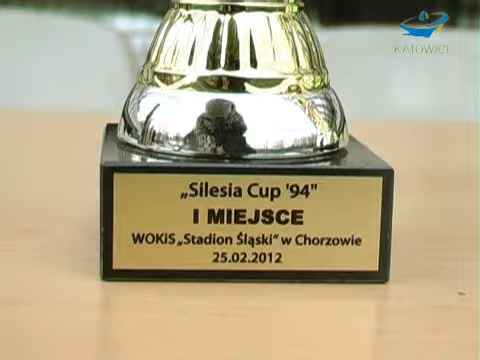 KATOWICE
„Silesia Cup '94"
I MIEJSCE
WOKiS „Stadion Śląski" w Chorzowie
25.02.2012